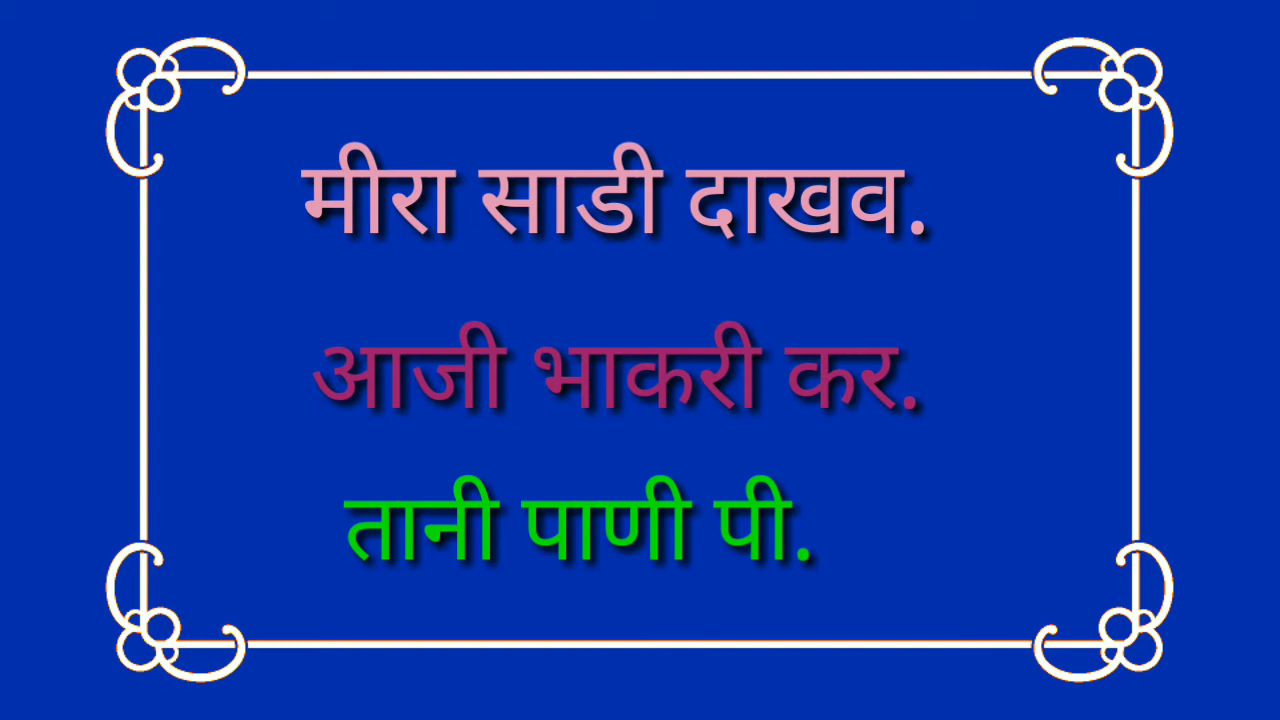 मीरा साडी दाखव.
आजी भाकरी कर.
तानी पाणी पी.